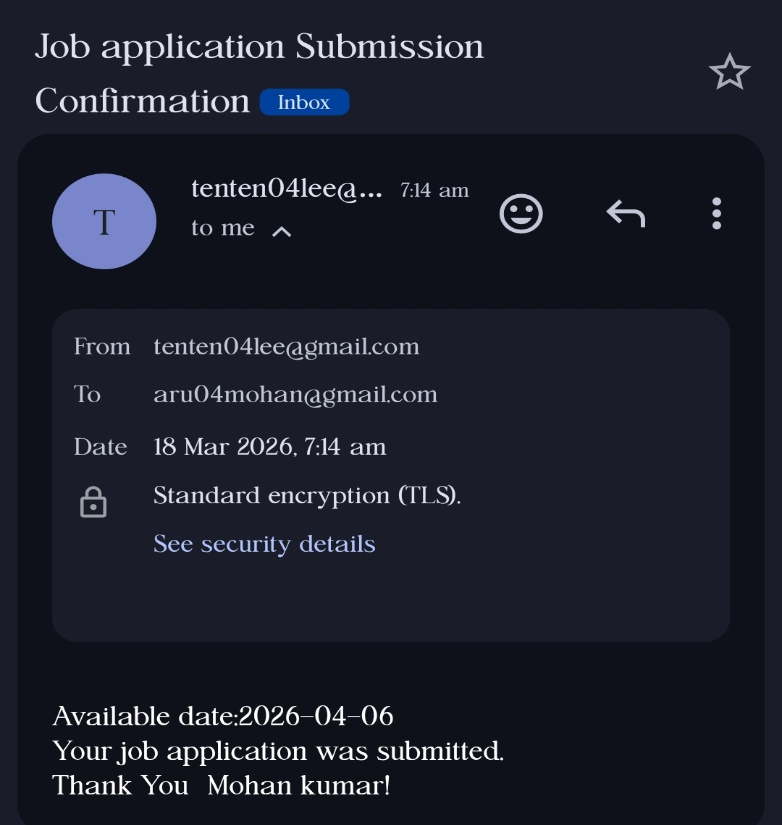 Job application Submission
Confirmation Inbox
T
tenten04lee@... 7:14 am
to me
From tenten04lee@gmail.com
To aru04mohan@gmail.com
Date 18 Mar 2026, 7:14 am
Standard encryption (TLS).
See security details
Available date:2026-04-06
Your job application was submitted.
Thank You Mohan kumar!